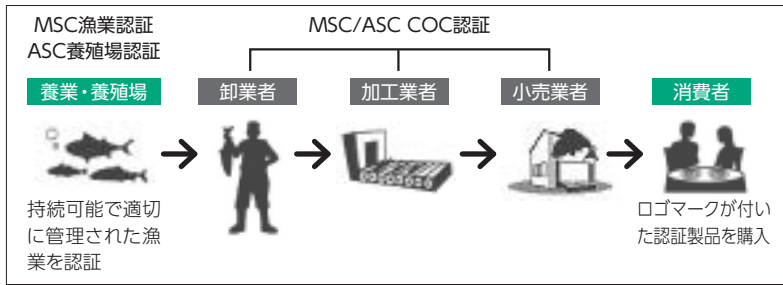 MSC漁業認証
ASC養殖場認証
MSC/ASC COC認証
養業・養殖場
卸業者
加工業者
小売業者
消費者
持続可能で適切
に管理された漁
業を認証
ロゴマークが付い
た認証製品を購入